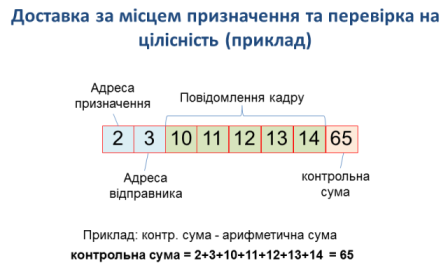 Доставка за місцем призначення та перевірка на
цілісність (приклад)
Адреса
призначення
Повідомлення кадру
2 3 10 11 12 13 14 65
Адреса
відправника
контрольна
сума
Приклад: контр. сума - арифметична сума
контрольна сума = 2+3+10+11+12+13+14 = 65